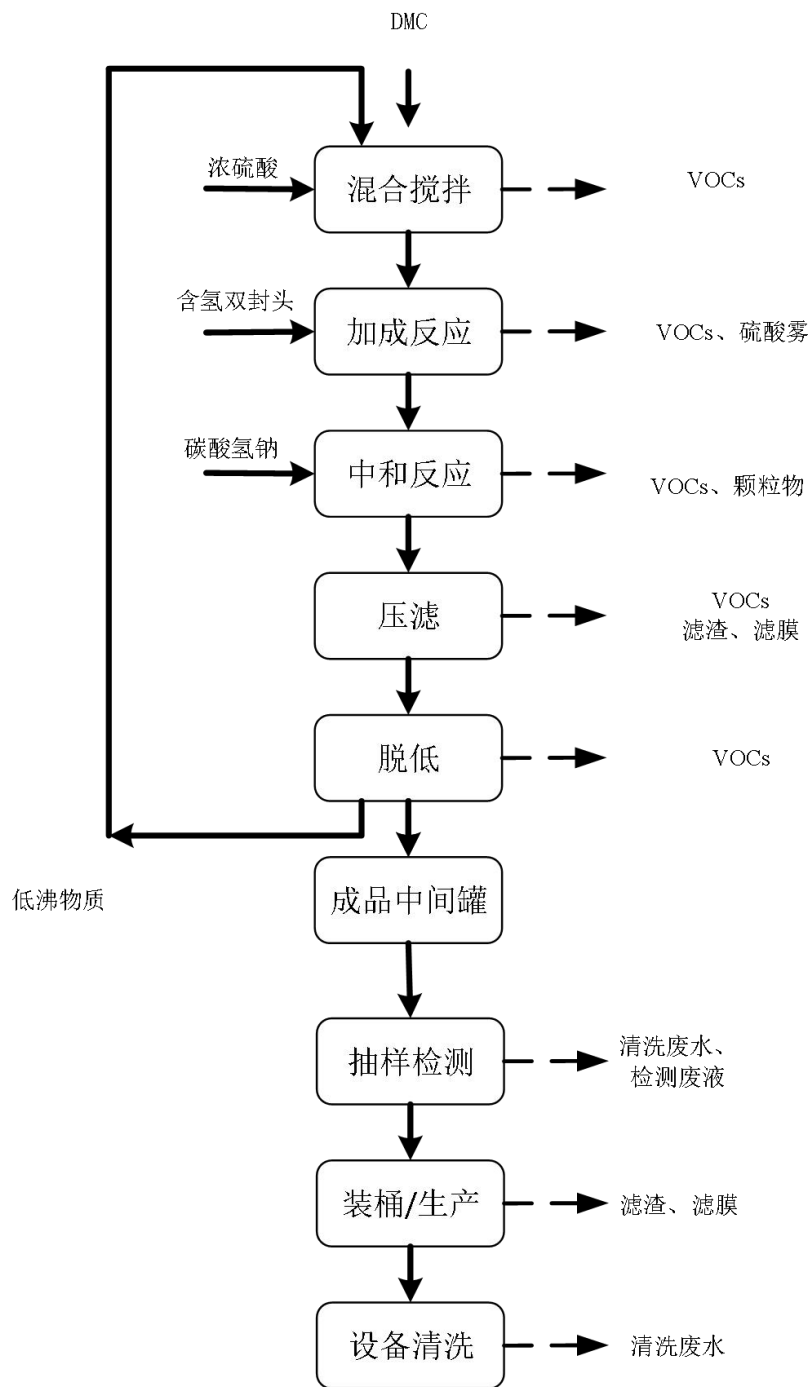 DMC
浓硫酸
混合搅拌
VOCs
含氢双封头
加成反应
VOCs、硫酸雾
碳酸氢钠
中和反应
VOCs、颗粒物
压滤
VOCs
滤渣、滤膜
脱低
VOCs
低沸物质
成品中间罐
抽样检测
清洗废水、
检测废液
装桶/生产
滤渣、滤膜
设备清洗
清洗废水